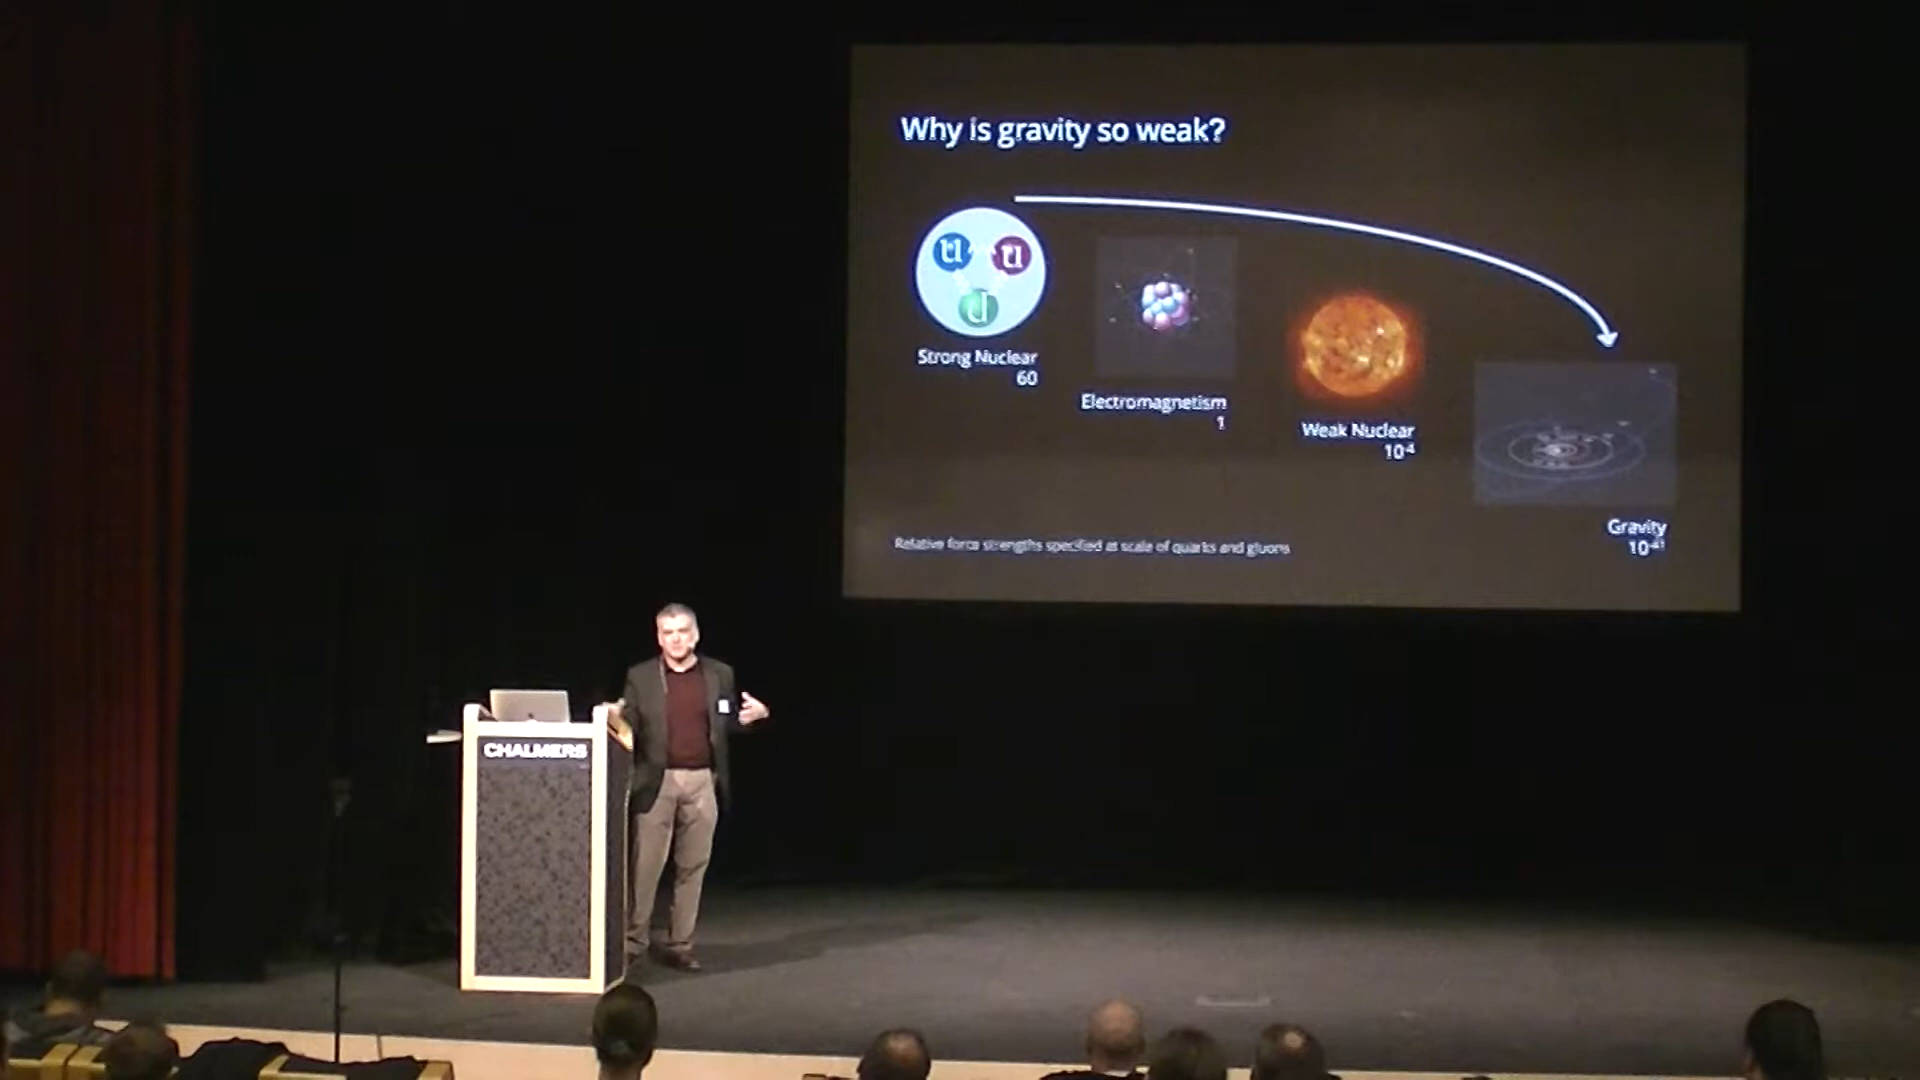 Why is gravity so weak?
u u
d
Strong Nuclear
60
Electromagnetism
1
Weak Nuclear
10⁻⁴
Gravity
10⁻⁴¹
Relative force strengths specified at scale of quarks and gluons
CHALMERS